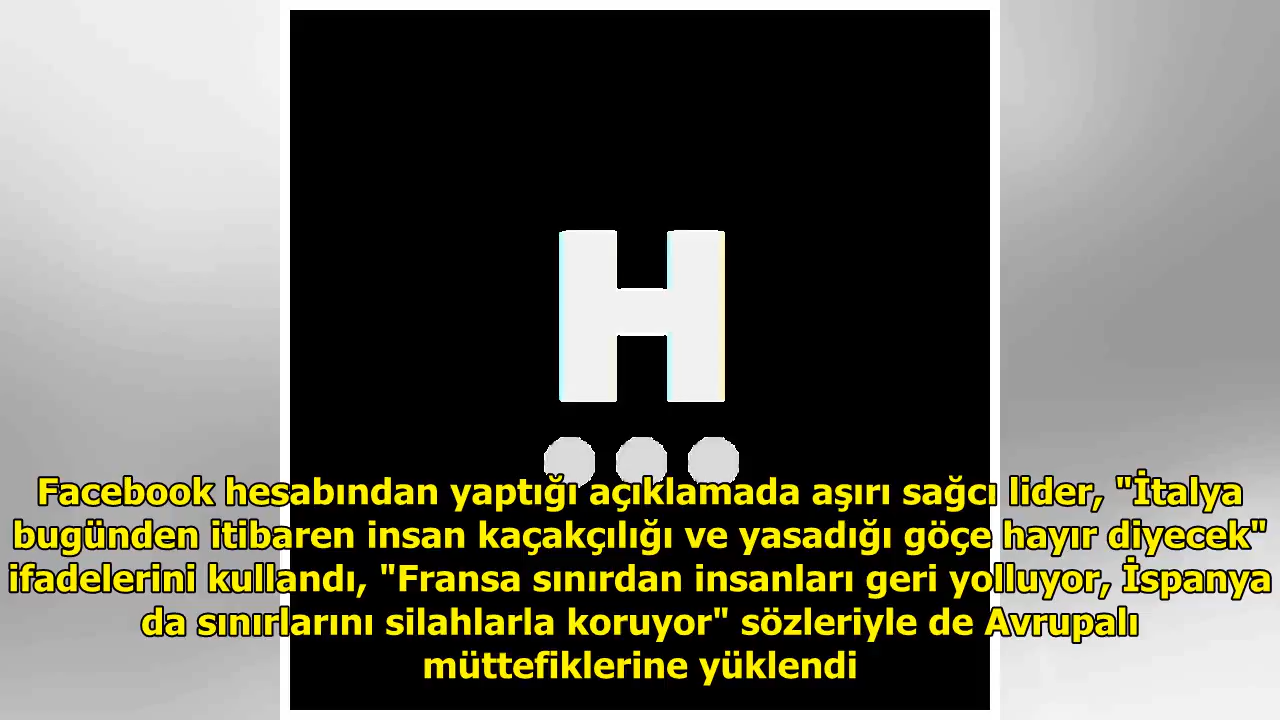 H
Facebook hesabından yaptığı açıklamada aşırı sağcı lider, "İtalya
bugünden itibaren insan kaçakçılığı ve yasadığı göçe hayır diyecek"
ifadelerini kullandı, "Fransa sınırdan insanları geri yolluyor, İspanya
da sınırlarını silahlarla koruyor" sözleriyle de Avrupalı
müttefiklerine yüklendi